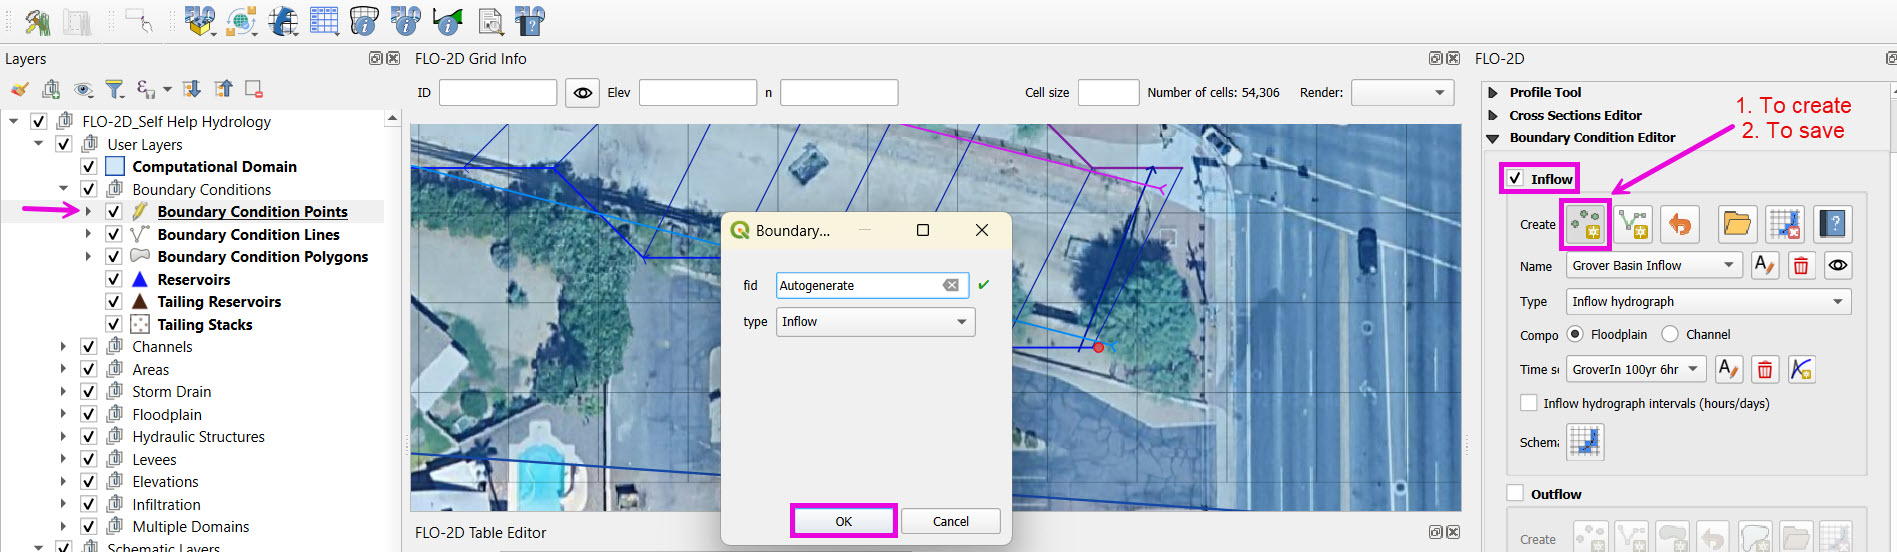 Layers
FLO-2D Grid Info
FLO-2D
ID
Elev
n
Cell size
Number of cells: 54,306
Render:
FLO-2D_Self Help Hydrology
User Layers
Computational Domain
Boundary Conditions
Boundary Condition Points
Boundary Condition Lines
Boundary Condition Polygons
Reservoirs
Tailing Reservoirs
Tailing Stacks
Channels
Areas
Storm Drain
Floodplain
Hydraulic Structures
Levees
Elevations
Infiltration
Multiple Domains
Schematic Layers
Boundary...
fid
Autogenerate
type
Inflow
OK
Cancel
FLO-2D Table Editor
Profile Tool
Cross Sections Editor
Boundary Condition Editor
1. To create
2. To save
Inflow
Create
Name
Grover Basin Inflow
Type
Inflow hydrograph
Compo
Floodplain
Channel
Time se
GroverIn 100yr 6hr
Inflow hydrograph intervals (hours/days)
Schema
Outflow
Create